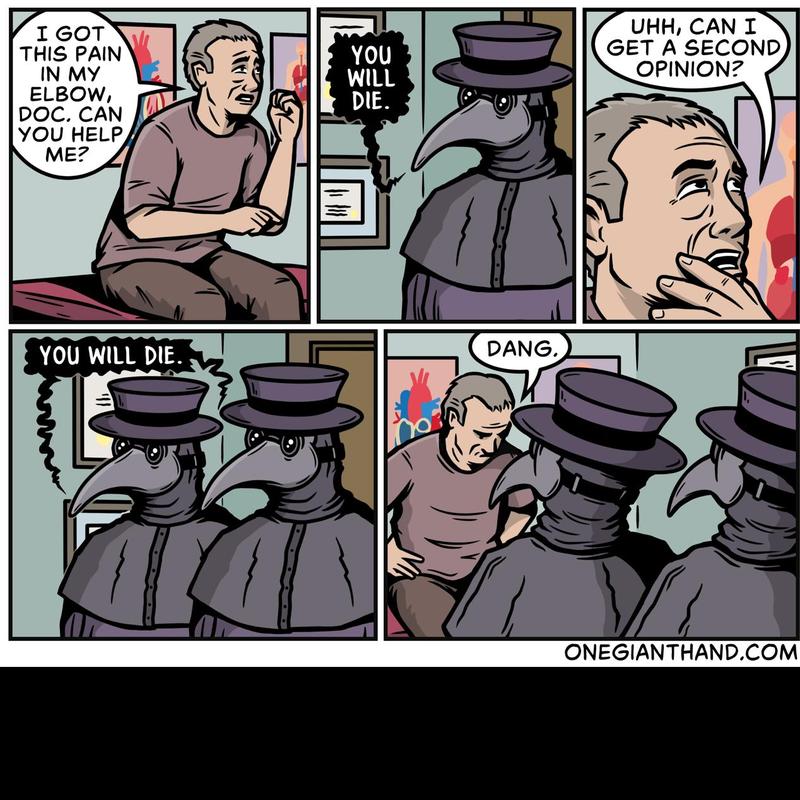 I GOT
THIS PAIN
IN MY
ELBOW,
DOC. CAN
YOU HELP
ME?
YOU
WILL
DIE.
UHH, CAN I
GET A SECOND
OPINION?
YOU WILL DIE.
DANG.
ONEGIANTHAND.COM